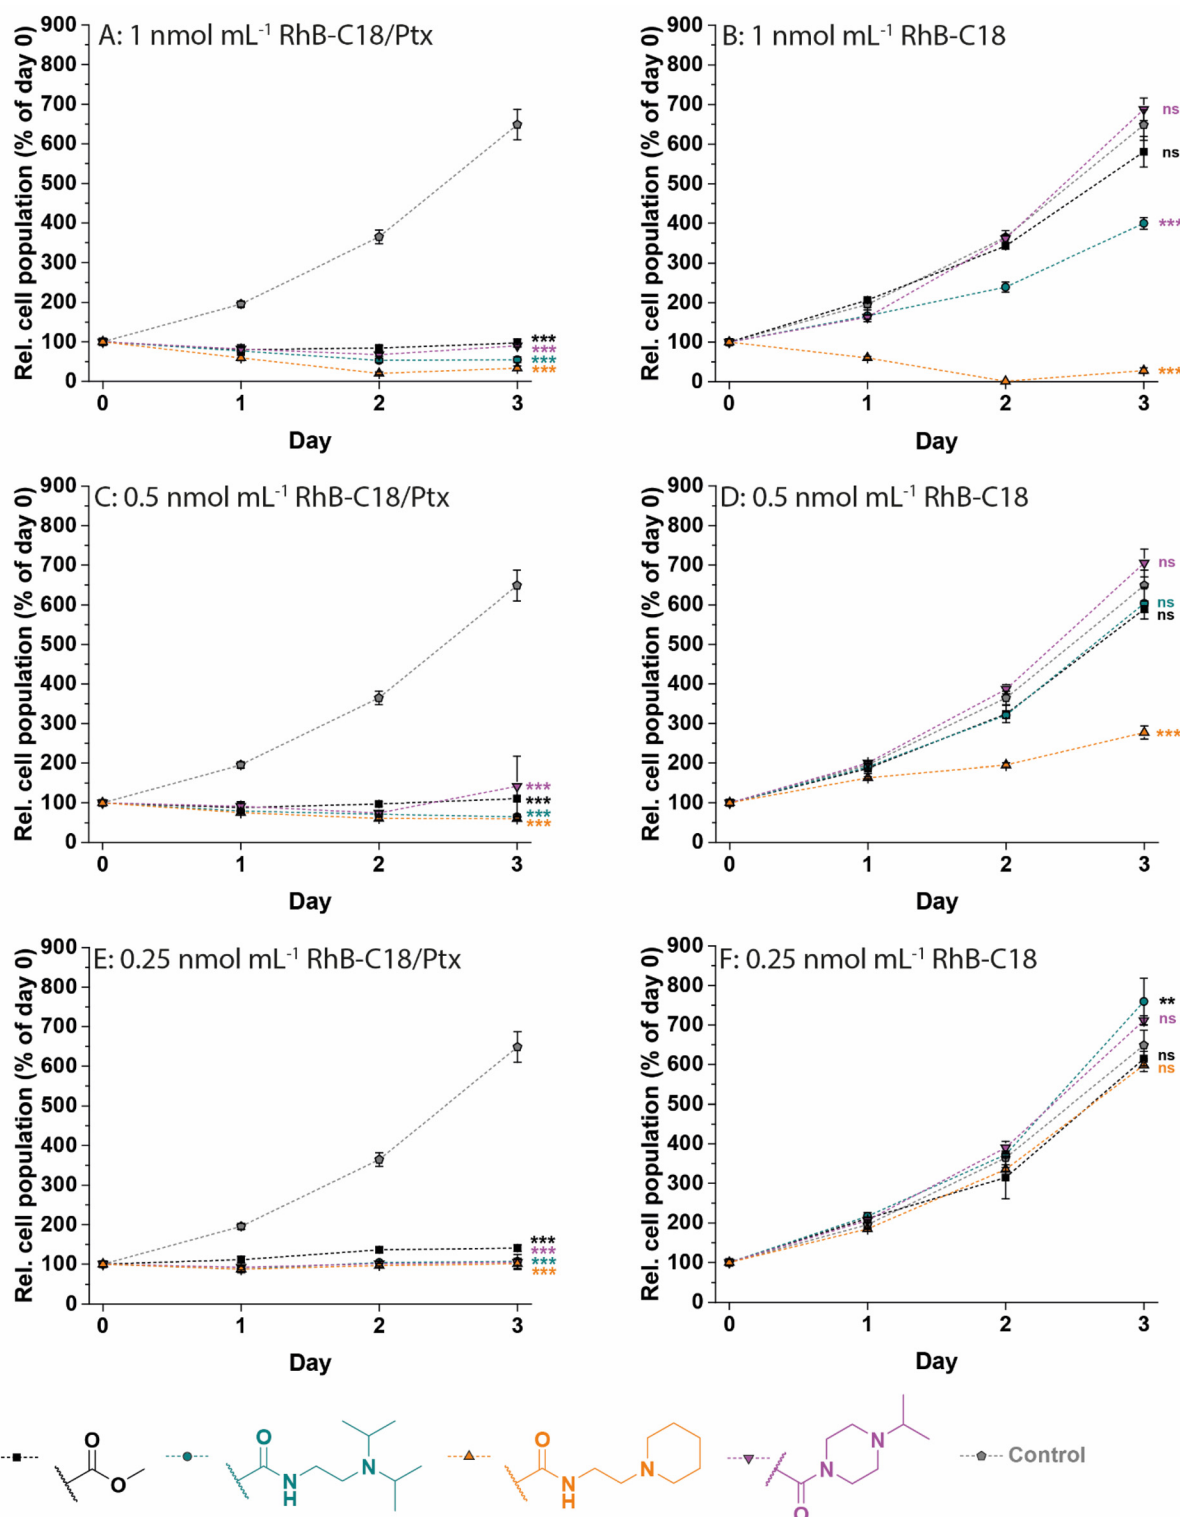 A: 1 nmol mL-1 RhB-C18/Ptx
Rel. cell population (% of day 0)
900
800
700
600
500
400
300
200
100
0
***
***
***
***
0 1 2 3
Day
B: 1 nmol mL-1 RhB-C18
Rel. cell population (% of day 0)
900
800
700
600
500
400
300
200
100
0
ns
ns
***
***
0 1 2 3
Day
C: 0.5 nmol mL-1 RhB-C18/Ptx
Rel. cell population (% of day 0)
900
800
700
600
500
400
300
200
100
0
***
***
***
***
0 1 2 3
Day
D: 0.5 nmol mL-1 RhB-C18
Rel. cell population (% of day 0)
900
800
700
600
500
400
300
200
100
0
ns
ns
ns
***
0 1 2 3
Day
E: 0.25 nmol mL-1 RhB-C18/Ptx
Rel. cell population (% of day 0)
900
800
700
600
500
400
300
200
100
0
***
***
***
***
0 1 2 3
Day
F: 0.25 nmol mL-1 RhB-C18
Rel. cell population (% of day 0)
900
800
700
600
500
400
300
200
100
0
**
ns
ns
ns
0 1 2 3
Day
O
O
O
N
H
N
O
N
H
N
O
N
N
Control